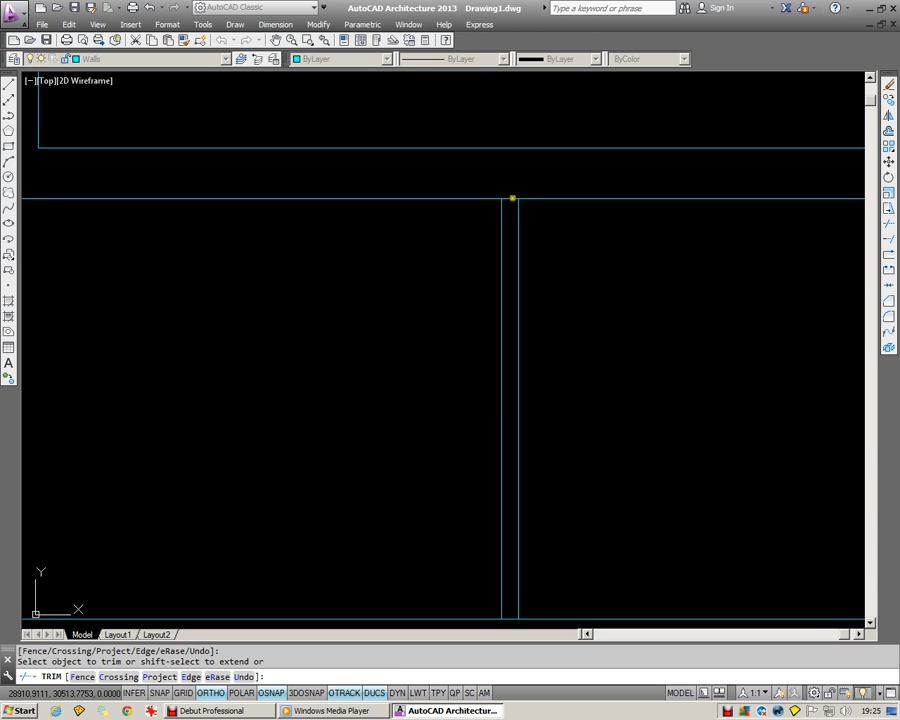 AutoCAD Classic
AutoCAD Architecture 2013 Drawing1.dwg
Type a keyword or phrase
Sign In
File Edit View Insert Format Tools Draw Dimension Modify Parametric Window Help Express
Walls
ByLayer
ByLayer
ByLayer
ByColor
[−][Top][2D Wireframe]
A
Y
X
Model Layout1 Layout2
[Fence/Crossing/Project/Edge/eRase/Undo]:
Select object to trim or shift-select to extend or
TRIM [Fence Crossing Project Edge eRase Undo]:
28910.9111, 30513.7753, 0.0000 INFER SNAP GRID ORTHO POLAR OSNAP 3DOSNAP OTRACK DUCS DYN LWT TPY QP SC AM MODEL 1:1
Start Debut Professional Windows Media Player AutoCAD Architectur... 19:25